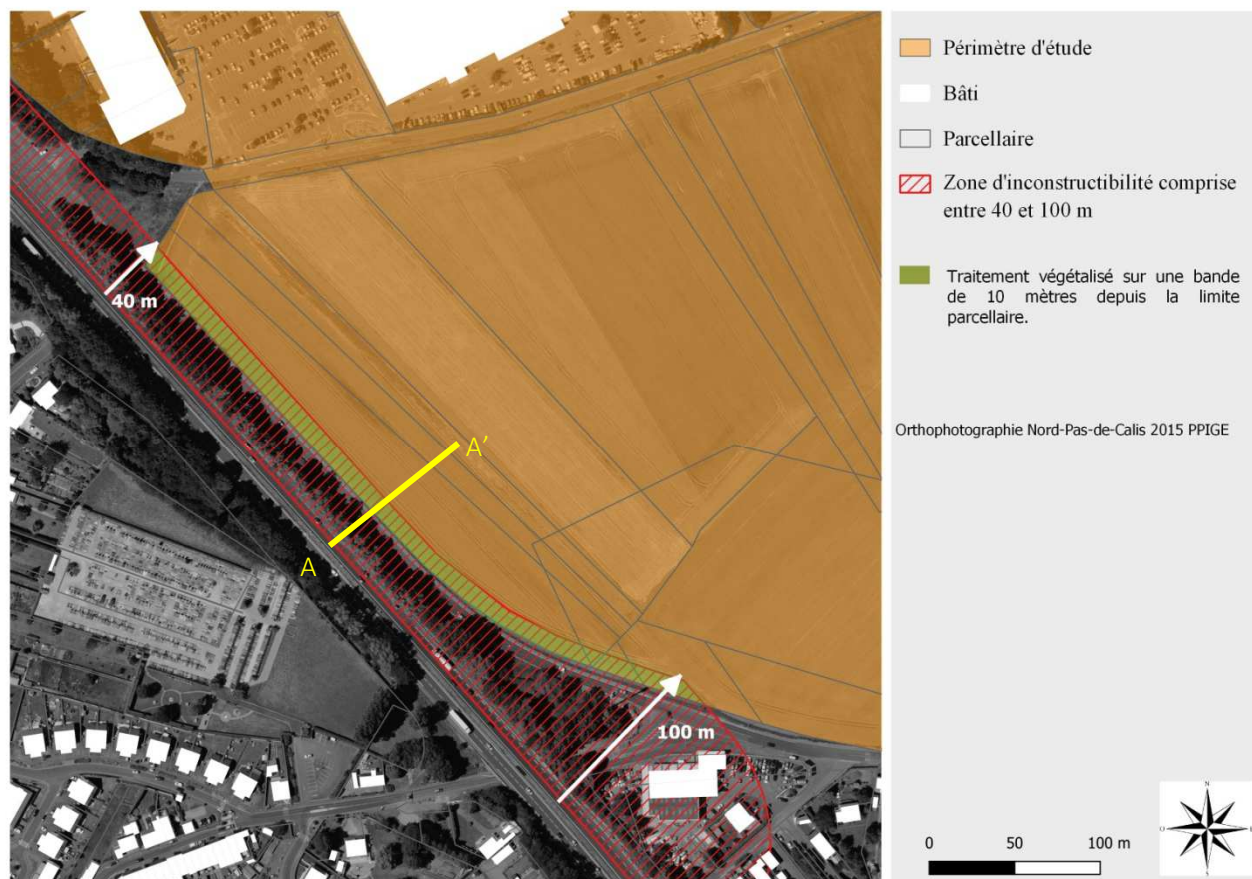 Périmètre d'étude
Bâti
Parcellaire
Zone d'inconstructibilité comprise
entre 40 et 100 m
Traitement végétalisé sur une bande
de 10 mètres depuis la limite
parcellaire.
Orthophotographie Nord-Pas-de-Calis 2015 PPIGE
40 m
A'
A
100 m
0 50 100 m
N
O E
S